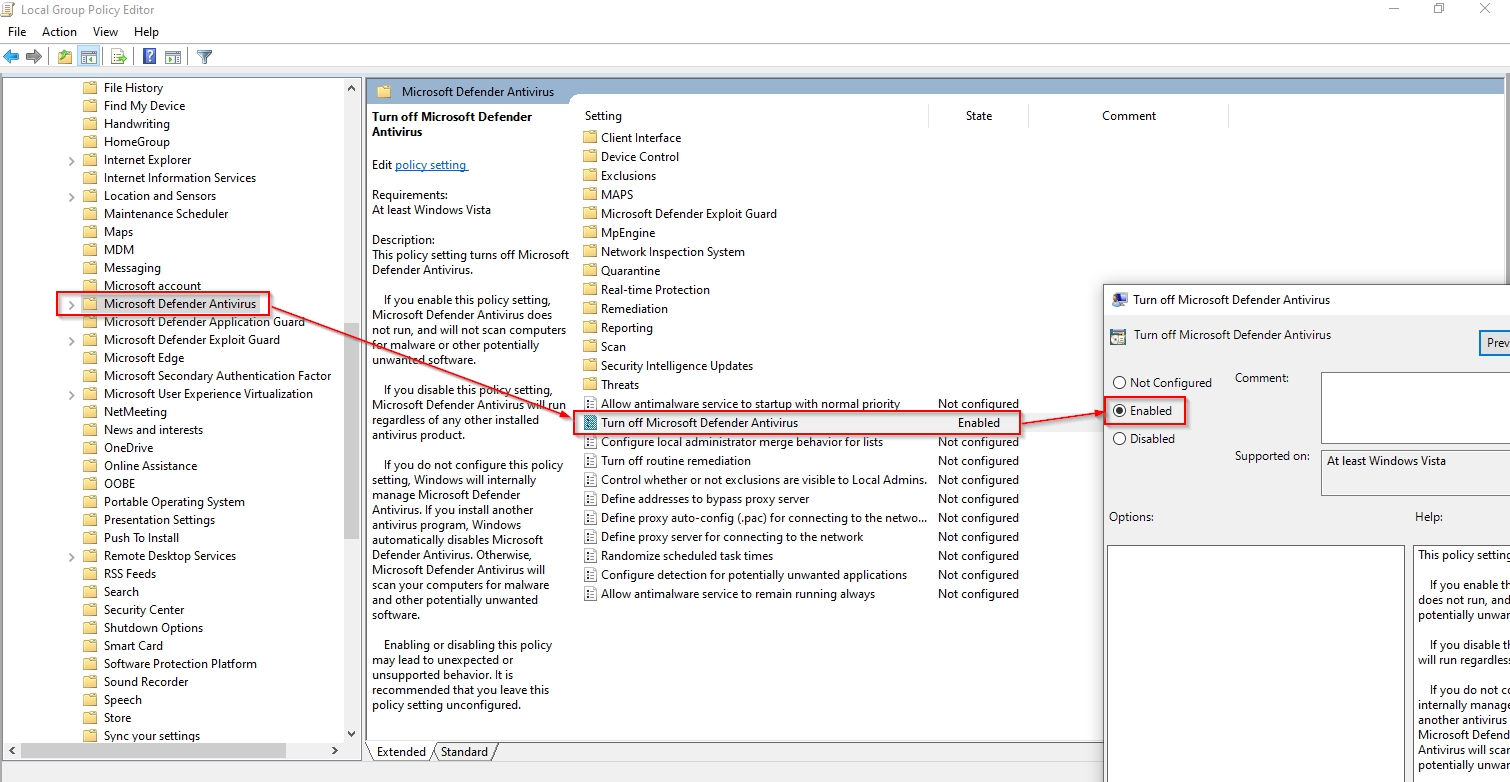 Local Group Policy Editor
File Action View Help
File History
Find My Device
Handwriting
HomeGroup
Internet Explorer
Internet Information Services
Location and Sensors
Maintenance Scheduler
Maps
MDM
Messaging
Microsoft account
Microsoft Defender Antivirus
Microsoft Defender Application Guard
Microsoft Defender Exploit Guard
Microsoft Edge
Microsoft Secondary Authentication Factor
Microsoft User Experience Virtualization
NetMeeting
News and interests
OneDrive
Online Assistance
OOBE
Portable Operating System
Presentation Settings
Push To Install
Remote Desktop Services
RSS Feeds
Search
Security Center
Shutdown Options
Smart Card
Software Protection Platform
Sound Recorder
Speech
Store
Sync your settings
Microsoft Defender Antivirus
Turn off Microsoft Defender
Antivirus
Edit policy setting
Requirements:
At least Windows Vista
Description:
This policy setting turns off Microsoft
Defender Antivirus.
If you enable this policy setting,
Microsoft Defender Antivirus does
not run, and will not scan computers
for malware or other potentially
unwanted software.
If you disable this policy setting,
Microsoft Defender Antivirus will run
regardless of any other installed
antivirus product.
If you do not configure this policy
setting, Windows will internally
manage Microsoft Defender
Antivirus. If you install another
antivirus program, Windows
automatically disables Microsoft
Defender Antivirus. Otherwise,
Microsoft Defender Antivirus will
scan your computers for malware
and other potentially unwanted
software.
Enabling or disabling this policy
may lead to unexpected or
unsupported behavior. It is
recommended that you leave this
policy setting unconfigured.
Setting State Comment
Client Interface
Device Control
Exclusions
MAPS
Microsoft Defender Exploit Guard
MpEngine
Network Inspection System
Quarantine
Real-time Protection
Remediation
Reporting
Scan
Security Intelligence Updates
Threats
Allow antimalware service to startup with normal priority Not configured
Turn off Microsoft Defender Antivirus Enabled
Configure local administrator merge behavior for lists Not configured
Turn off routine remediation Not configured
Control whether or not exclusions are visible to Local Admins. Not configured
Define addresses to bypass proxy server Not configured
Define proxy auto-config (.pac) for connecting to the netwo... Not configured
Define proxy server for connecting to the network Not configured
Randomize scheduled task times Not configured
Configure detection for potentially unwanted applications Not configured
Allow antimalware service to remain running always Not configured
Extended Standard
Turn off Microsoft Defender Antivirus
Turn off Microsoft Defender Antivirus
Prev
Not Configured
Enabled
Disabled
Comment:
Supported on:
At least Windows Vista
Options:
Help:
This policy setting
If you enable th
does not run, and
potentially unwar
If you disable th
will run regardless
If you do not co
internally manage
another antivirus
Microsoft Defend
Antivirus will scar
potentially unwar